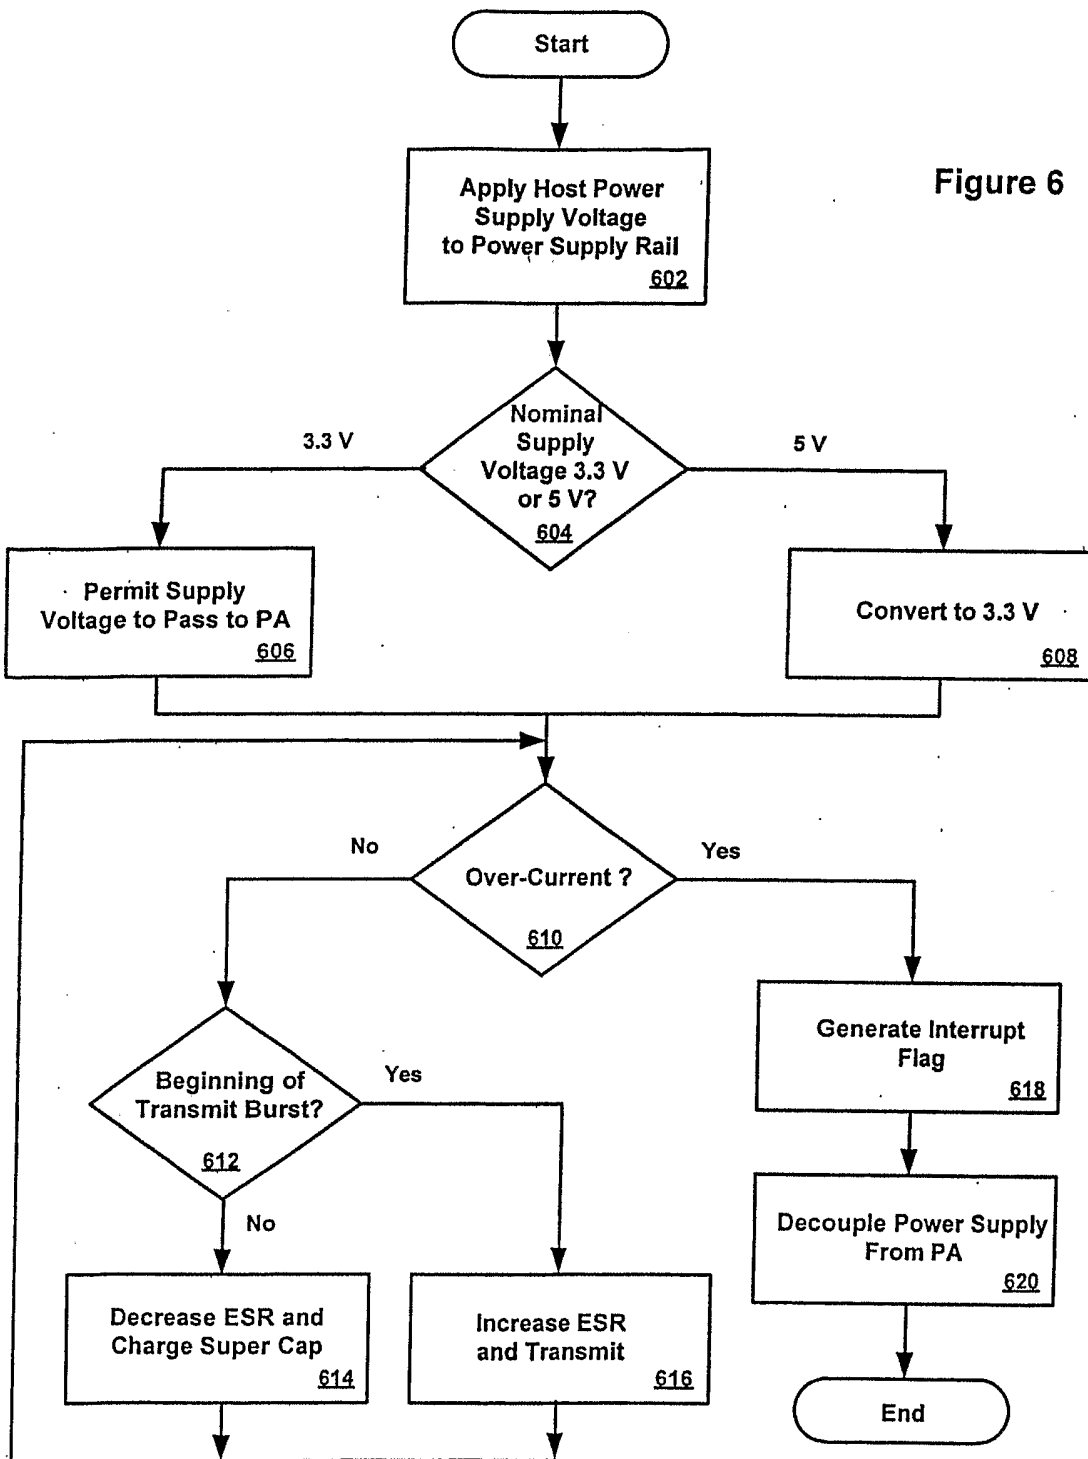 Start
Figure 6
Apply Host Power
Supply Voltage
to Power Supply Rail
602
Nominal
Supply
Voltage 3.3 V
or 5 V?
604
3.3 V
5 V
Permit Supply
Voltage to Pass to PA
606
Convert to 3.3 V
608
No
Yes
Over-Current ?
610
Beginning of
Transmit Burst?
612
Yes
No
Generate Interrupt
Flag
618
Decouple Power Supply
From PA
620
Decrease ESR and
Charge Super Cap
614
Increase ESR
and Transmit
616
End